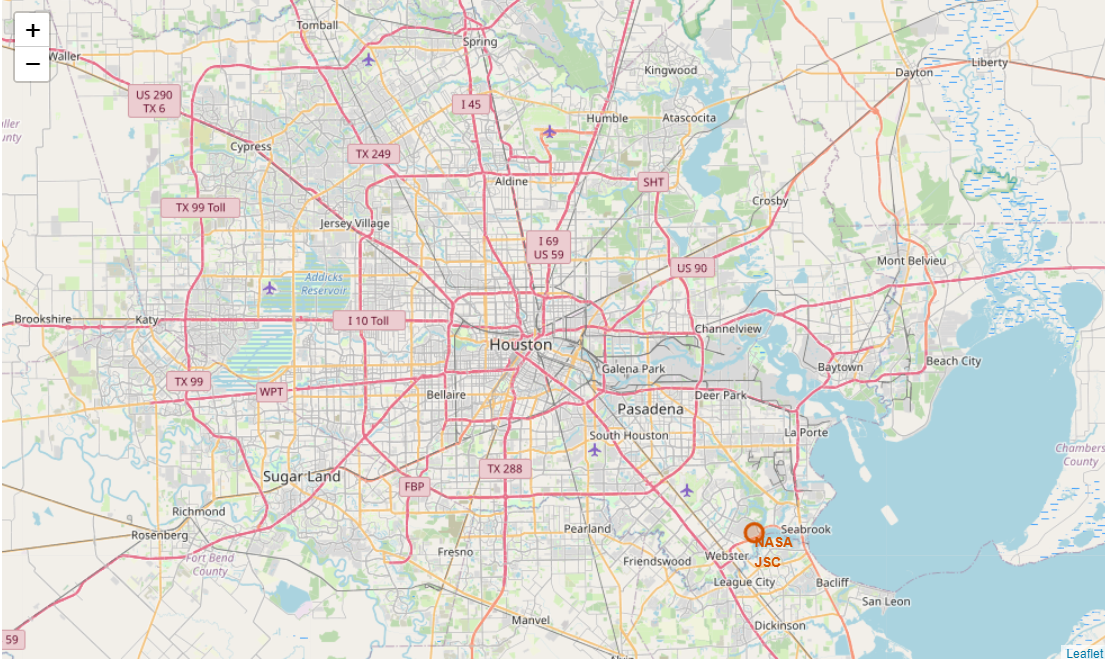 +
−
Tomball
Spring
Waller
Kingwood
Dayton
Liberty
US 290
TX 6
I 45
Humble
Atascocita
Cypress
TX 249
Aldine
SHT
Crosby
TX 99 Toll
Jersey Village
I 69
US 59
US 90
Mont Belvieu
Addicks
Reservoir
Brookshire
Katy
I 10 Toll
Channelview
Houston
Galena Park
Baytown
Beach City
TX 99
WPT
Bellaire
Deer Park
Pasadena
South Houston
La Porte
Chambers
County
Sugar Land
TX 288
FBP
Richmond
Rosenberg
Pearland
Seabrook
NASA
JSC
Fresno
Fort Bend
County
Friendswood
Webster
League City
Bacliff
San Leon
Manvel
Dickinson
59
Leaflet